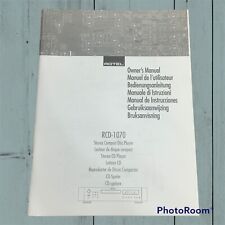 ROTEL
Owner's Manual
Manuel de l'utilisateur
Bedienungsanleitung
Manuale di Istruzioni
Manual de Instrucciones
Gebruiksaanwijzing
Bruksanvisning
RCD-1070
Stereo Compact Disc Player
Lecteur de disque compact
Stereo-CD-Player
Lettore CD
Reproductor de Discos Compactos
CD-Speler
CD-spelare
PhotoRoom